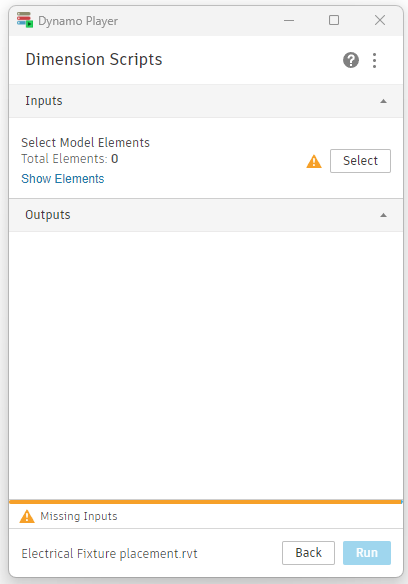 Dynamo Player
Dimension Scripts
Inputs
Select Model Elements
Total Elements: 0
Select
Show Elements
Outputs
Missing Inputs
Electrical Fixture placement.rvt
Back
Run